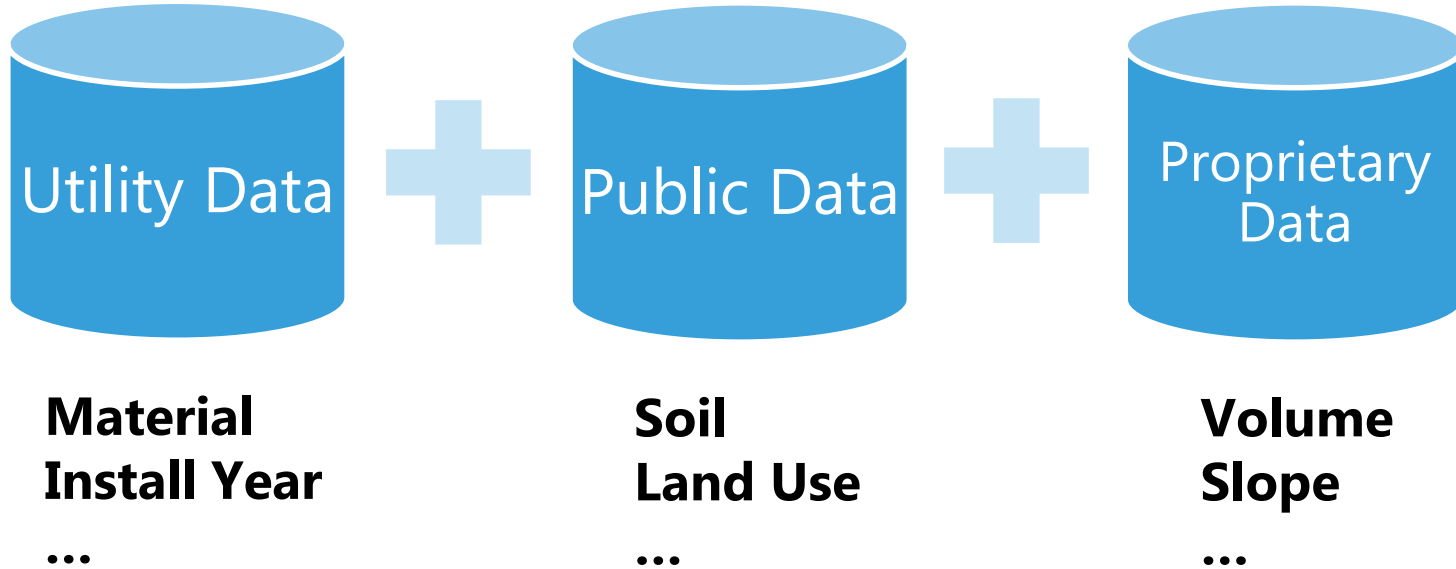 Utility Data
Public Data
Proprietary
Data
Material
Install Year
...
Soil
Land Use
...
Volume
Slope
...